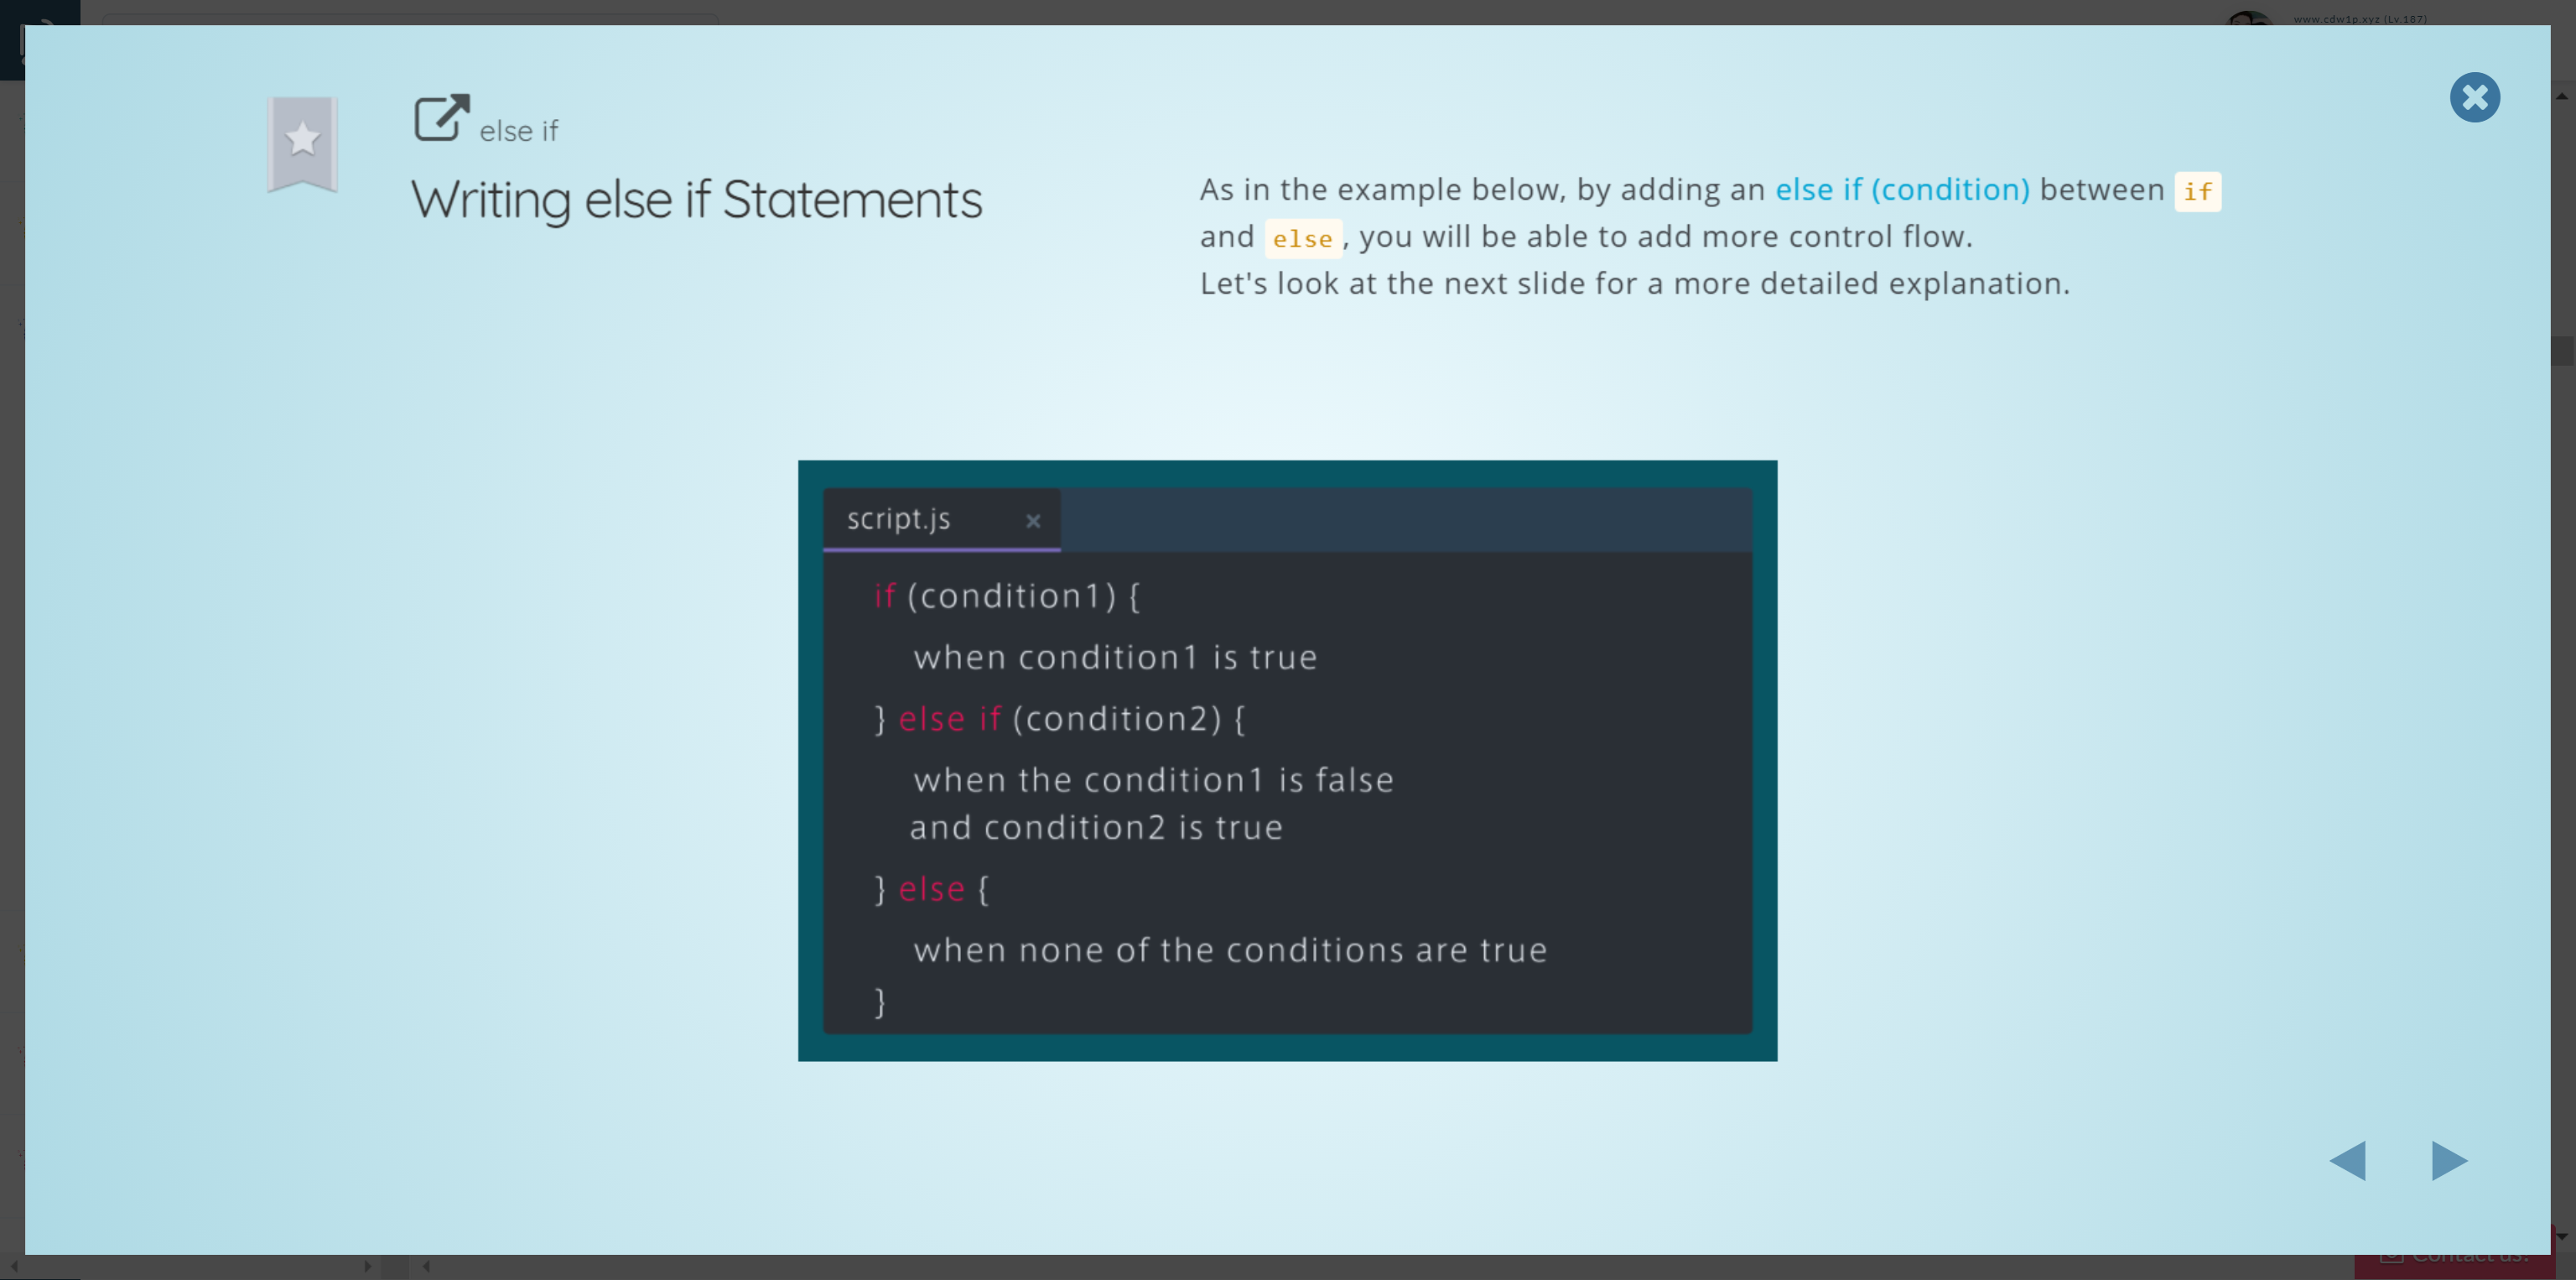 www.cdw1p.xyz (Lv.187)
else if
Writing else if Statements
As in the example below, by adding an else if (condition) between if
and else, you will be able to add more control flow.
Let's look at the next slide for a more detailed explanation.
script.js
if (condition1) {
when condition1 is true
} else if (condition2) {
when the condition1 is false
and condition2 is true
} else {
when none of the conditions are true
}
Contact us!